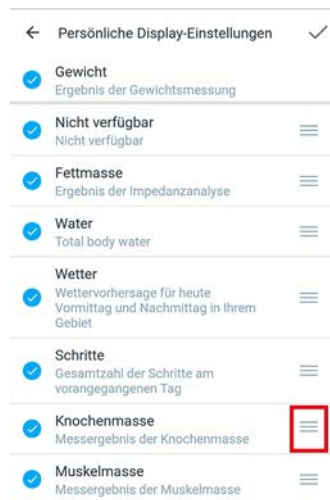 Persönliche Display-Einstellungen
Gewicht
Ergebnis der Gewichtsmessung
Nicht verfügbar
Nicht verfügbar
Fettmasse
Ergebnis der Impedanzanalyse
Water
Total body water
Wetter
Wettervorhersage für heute
Vormittag und Nachmittag in Ihrem
Gebiet
Schritte
Gesamtzahl der Schritte am
vorangegangenen Tag
Knochenmasse
Messergebnis der Knochenmasse
Muskelmasse
Messergebnis der Muskelmasse